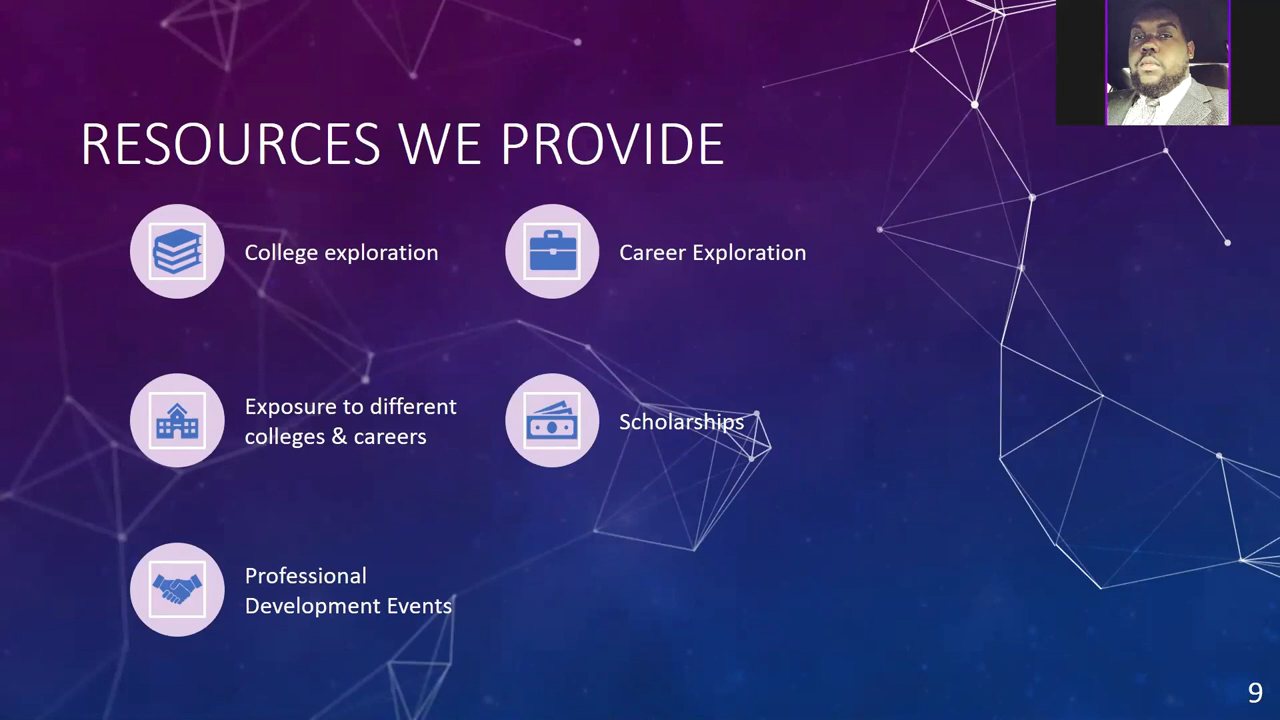 RESOURCES WE PROVIDE
College exploration
Career Exploration
Exposure to different
colleges & careers
Scholarships
Professional
Development Events
9